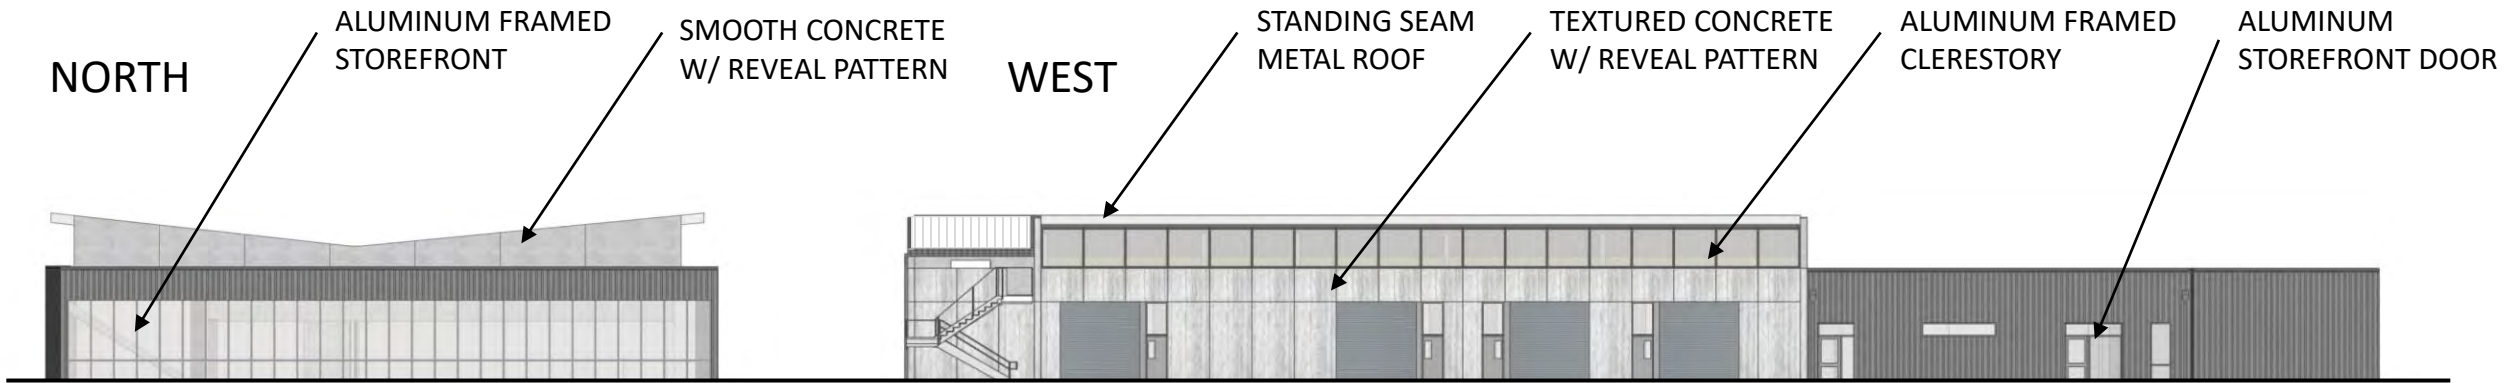 NORTH
ALUMINUM FRAMED
STOREFRONT
SMOOTH CONCRETE
W/ REVEAL PATTERN
WEST
STANDING SEAM
METAL ROOF
TEXTURED CONCRETE
W/ REVEAL PATTERN
ALUMINUM FRAMED
CLERESTORY
ALUMINUM
STOREFRONT DOOR